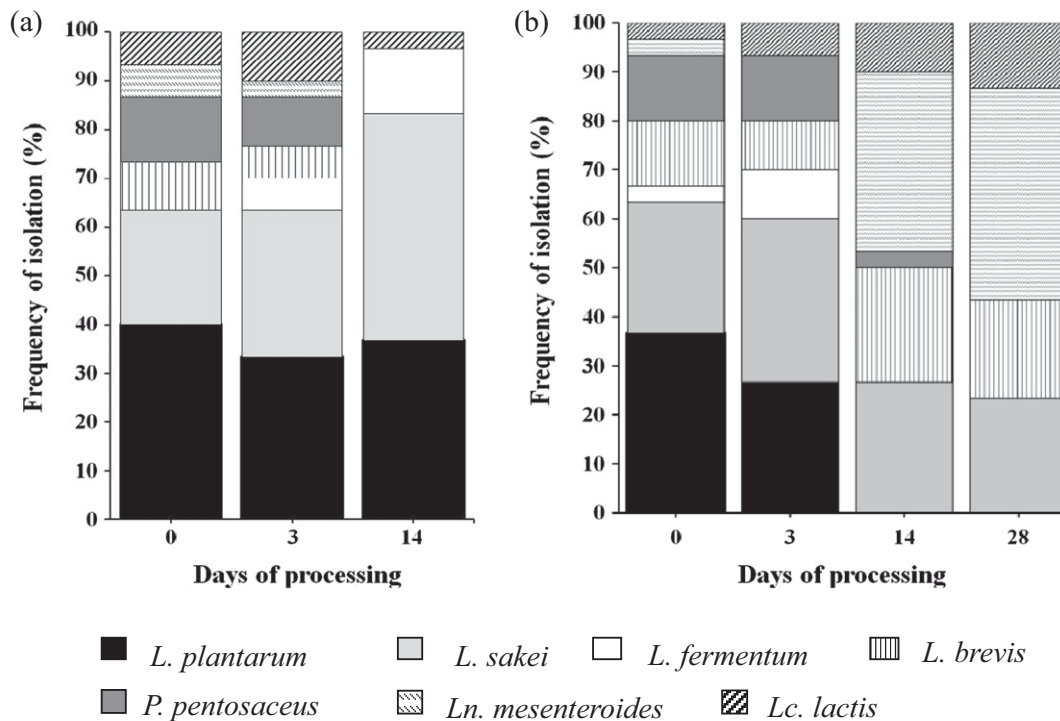 (a)
100
90
80
70
60
50
40
30
20
10
0
Frequency of isolation (%)
0 3 14
Days of processing
(b)
100
90
80
70
60
50
40
30
20
10
0
Frequency of isolation (%)
0 3 14 28
Days of processing
L. plantarum L. sakei L. fermentum L. brevis
P. pentosaceus Ln. mesenteroides Lc. lactis